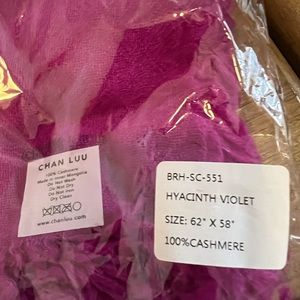 CHAN LUU
100% Cashmere
Made in Inner Mongolia
Do Not Wash
Do Not Dry
Do Not Iron
Dry Clean
www.chanluu.com
BRH-SC-551
HYACINTH VIOLET
SIZE: 62" X 58"
100%CASHMERE